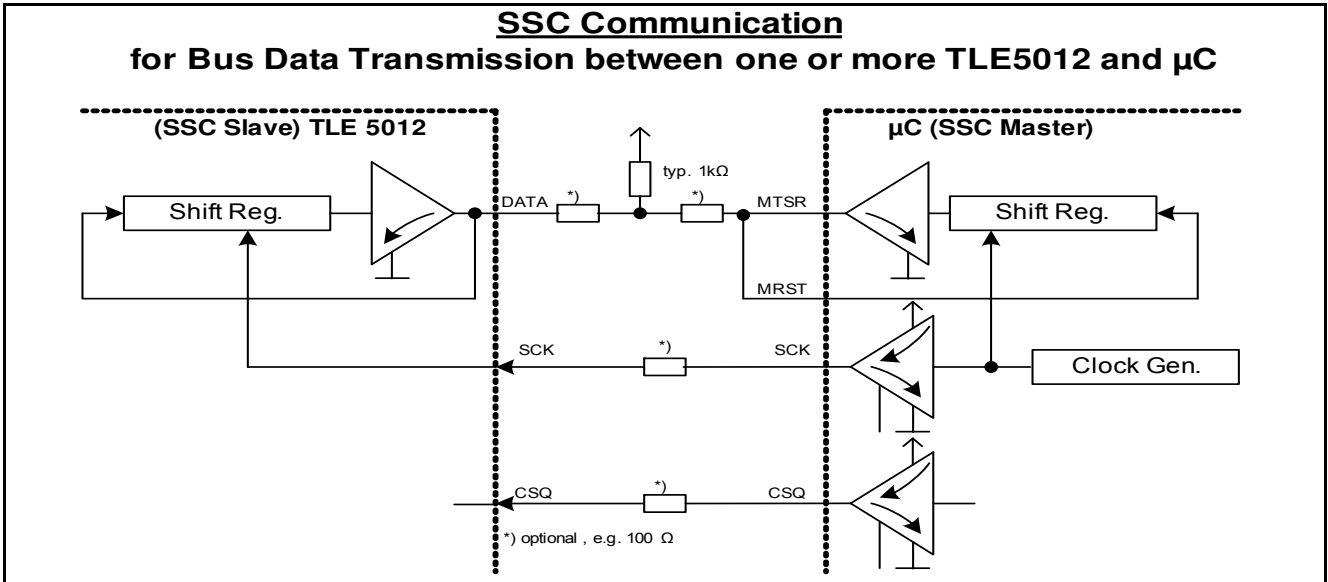 SSC Communication
for Bus Data Transmission between one or more TLE5012 and µC
(SSC Slave) TLE 5012
µC (SSC Master)
typ. 1kΩ
Shift Reg.
DATA
*)
*)
MTSR
Shift Reg.
MRST
SCK
*)
SCK
Clock Gen.
CSQ
*)
CSQ
*) optional , e.g. 100 Ω